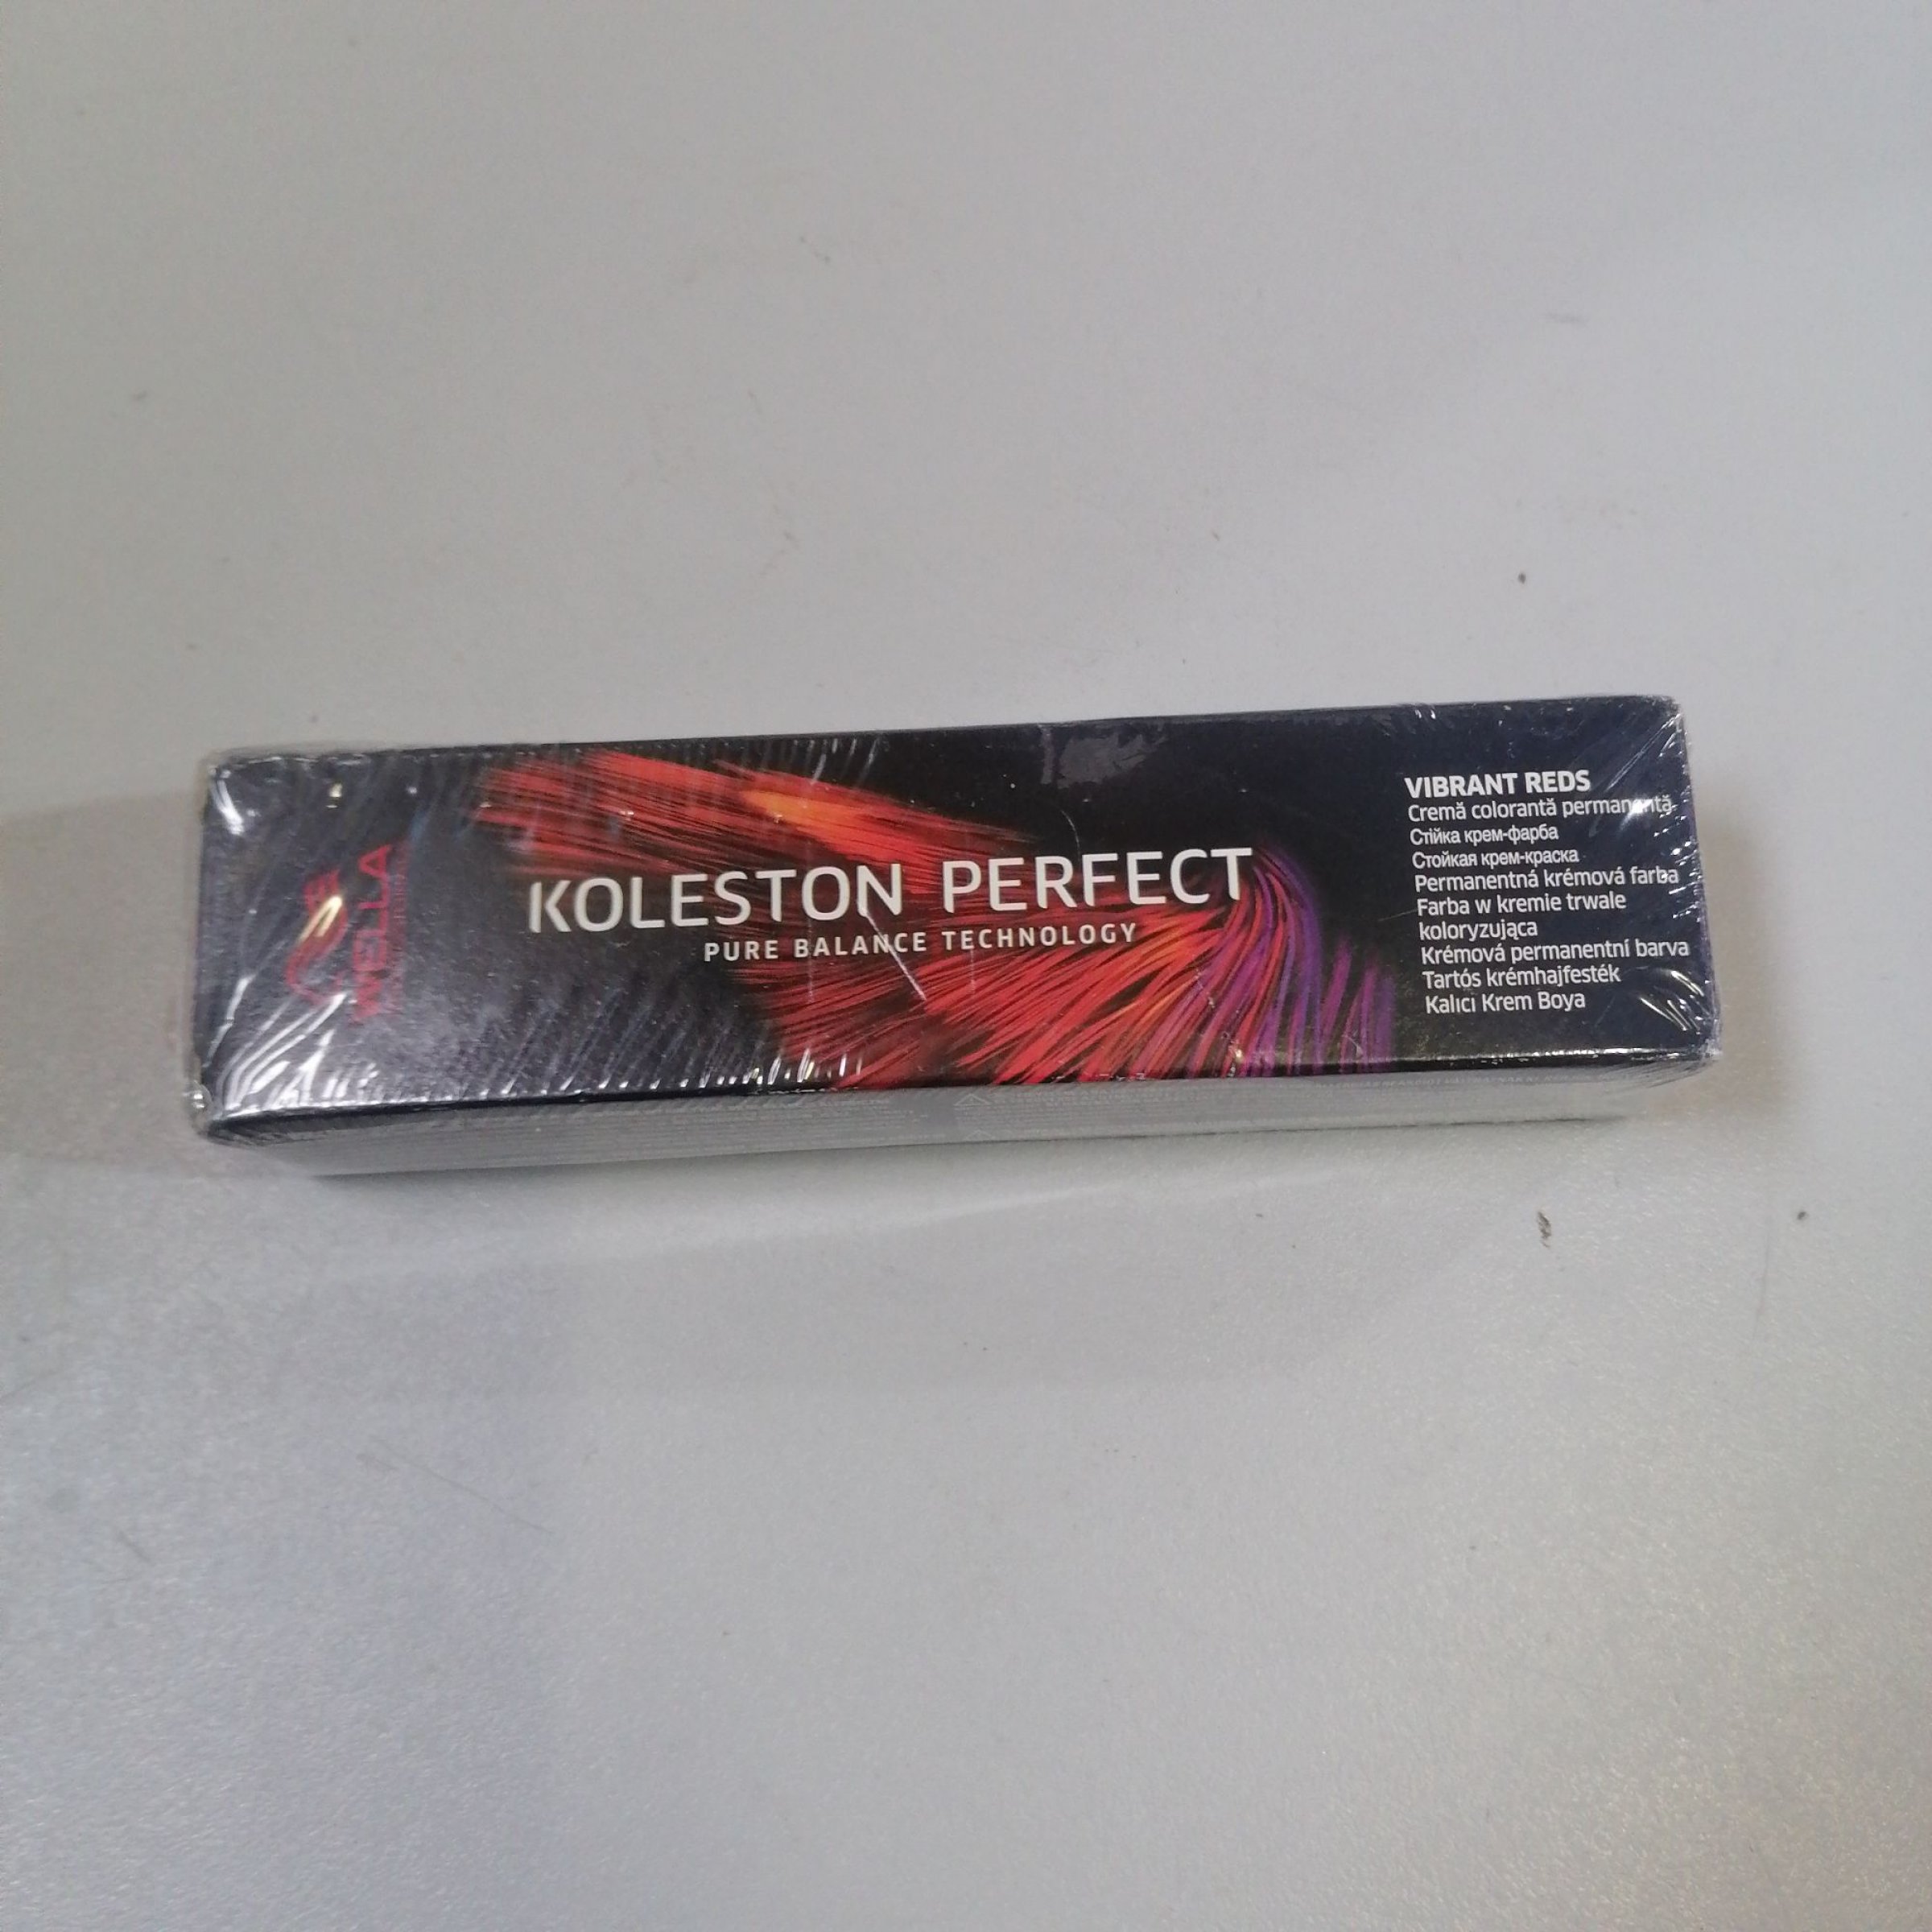 WELLA
KOLESTON PERFECT
PURE BALANCE TECHNOLOGY
VIBRANT REDS
Cremă colorantă permanentă
Стійка крем-фарба
Стойкая крем-краска
Permanentná krémová farba
Farba w kremie trwale
koloryzująca
Krémová permanentní barva
Tartós krémhajfesték
Kalıcı Krem Boya